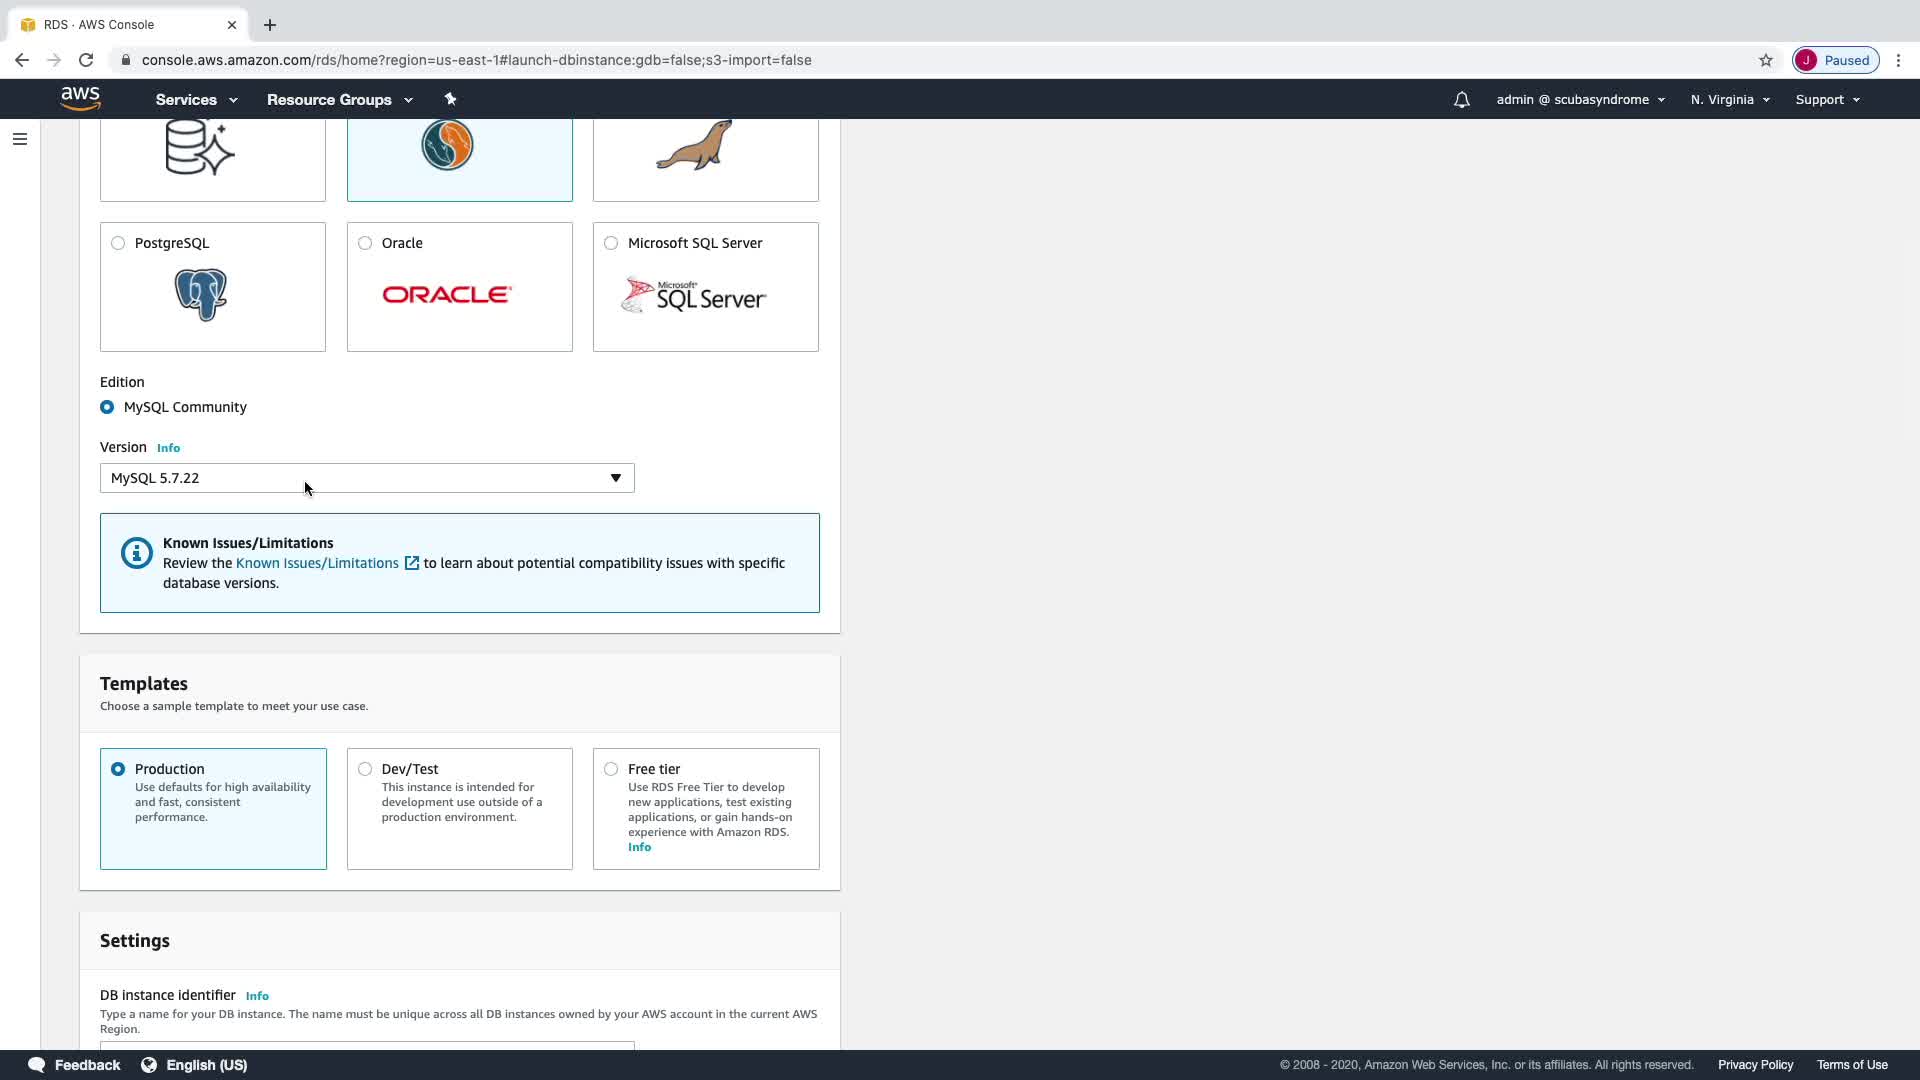 RDS · AWS Console
console.aws.amazon.com/rds/home?region=us-east-1#launch-dbinstance:gdb=false;s3-import=false
J Paused
aws Services Resource Groups admin @ scubasyndrome N. Virginia Support
PostgreSQL Oracle Microsoft SQL Server
ORACLE Microsoft SQL Server
Edition
MySQL Community
Version Info
MySQL 5.7.22
Known Issues/Limitations
Review the Known Issues/Limitations to learn about potential compatibility issues with specific
database versions.
Templates
Choose a sample template to meet your use case.
Production
Use defaults for high availability
and fast, consistent
performance.
Dev/Test
This instance is intended for
development use outside of a
production environment.
Free tier
Use RDS Free Tier to develop
new applications, test existing
applications, or gain hands-on
experience with Amazon RDS.
Info
Settings
DB instance identifier Info
Type a name for your DB instance. The name must be unique across all DB instances owned by your AWS account in the current AWS
Region.
Feedback English (US) © 2008 - 2020, Amazon Web Services, Inc. or its affiliates. All rights reserved. Privacy Policy Terms of Use